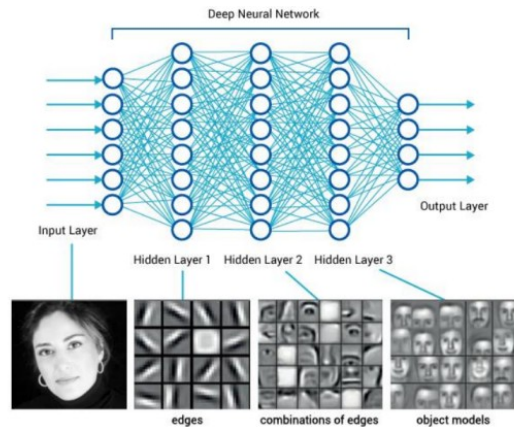 Deep Neural Network
Input Layer
Output Layer
Hidden Layer 1
Hidden Layer 2
Hidden Layer 3
edges
combinations of edges
object models